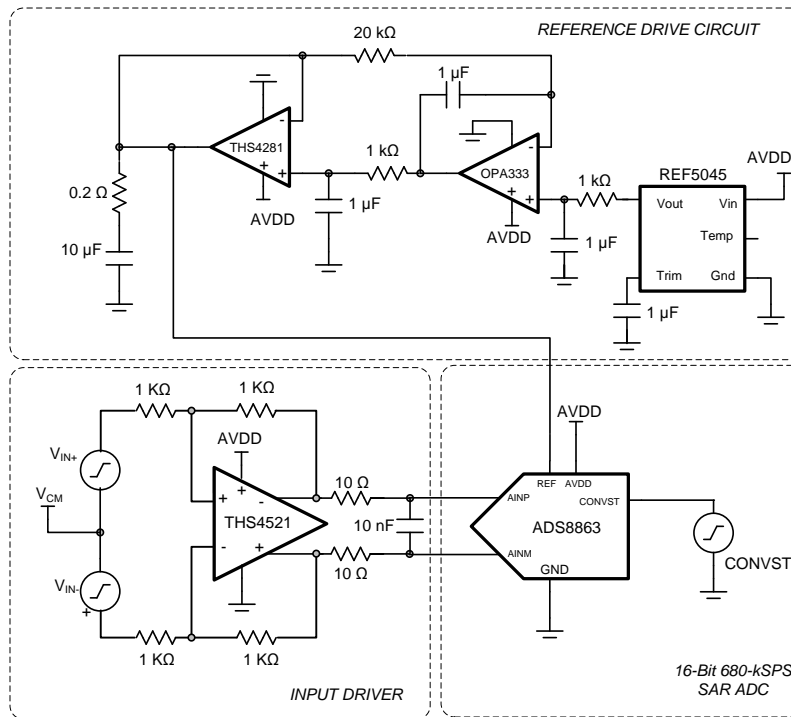 REFERENCE DRIVE CIRCUIT
20 kΩ
1 µF
-
THS4281
+
+
AVDD
1 kΩ
1 µF
-
OPA333
+
+
AVDD
1 kΩ
1 µF
REF5045
AVDD
Vout
Vin
Temp
Trim
Gnd
1 µF
0.2 Ω
10 µF
1 KΩ
1 KΩ
AVDD
VIN+
VCM
VIN-
+
+
+
-
-
+
THS4521
10 Ω
10 nF
10 Ω
1 KΩ
1 KΩ
INPUT DRIVER
AVDD
REF
AVDD
CONVST
AINP
ADS8863
AINM
GND
CONVST
16-Bit 680-kSPS
SAR ADC